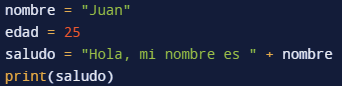 nombre = "Juan"
edad = 25
saludo = "Hola, mi nombre es " + nombre
print(saludo)